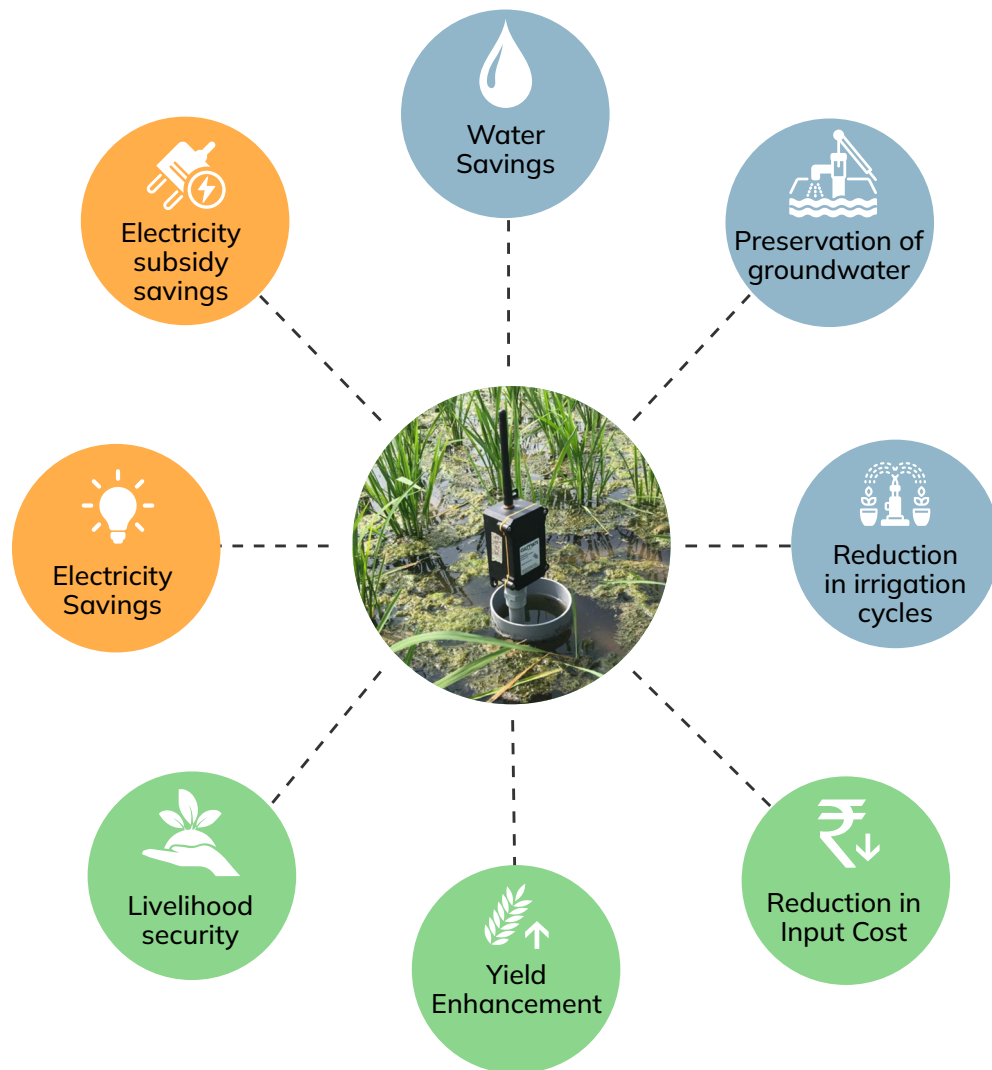 Water
Savings
Preservation of
groundwater
Reduction
in irrigation
cycles
Reduction in
Input Cost
Yield
Enhancement
Livelihood
security
Electricity
Savings
Electricity
subsidy
savings